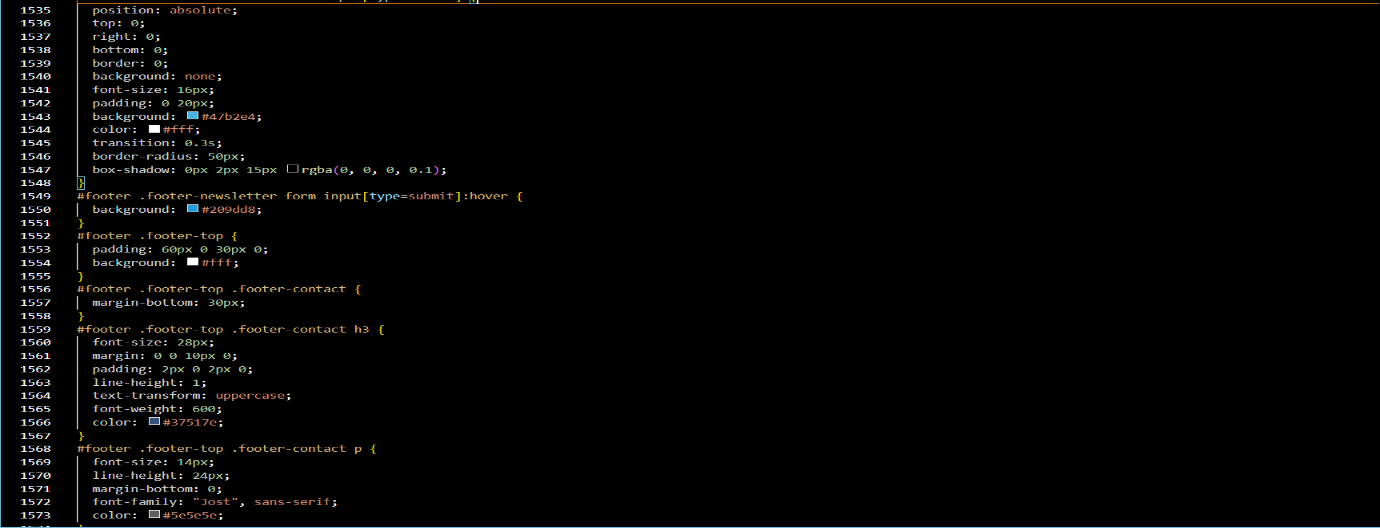 1535 position: absolute;
1536 top: 0;
1537 right: 0;
1538 bottom: 0;
1539 border: 0;
1540 background: none;
1541 font-size: 16px;
1542 padding: 0 20px;
1543 background: #47b2e4;
1544 color: #fff;
1545 transition: 0.3s;
1546 border-radius: 50px;
1547 box-shadow: 0px 2px 15px rgba(0, 0, 0, 0.1);
1548 }
1549 #footer .footer-newsletter form input[type=submit]:hover {
1550 background: #209dd8;
1551 }
1552 #footer .footer-top {
1553 padding: 60px 0 30px 0;
1554 background: #fff;
1555 }
1556 #footer .footer-top .footer-contact {
1557 margin-bottom: 30px;
1558 }
1559 #footer .footer-top .footer-contact h3 {
1560 font-size: 28px;
1561 margin: 0 0 10px 0;
1562 padding: 2px 0 2px 0;
1563 line-height: 1;
1564 text-transform: uppercase;
1565 font-weight: 600;
1566 color: #37517e;
1567 }
1568 #footer .footer-top .footer-contact p {
1569 font-size: 14px;
1570 line-height: 24px;
1571 margin-bottom: 0;
1572 font-family: "Jost", sans-serif;
1573 color: #5e5e5e;